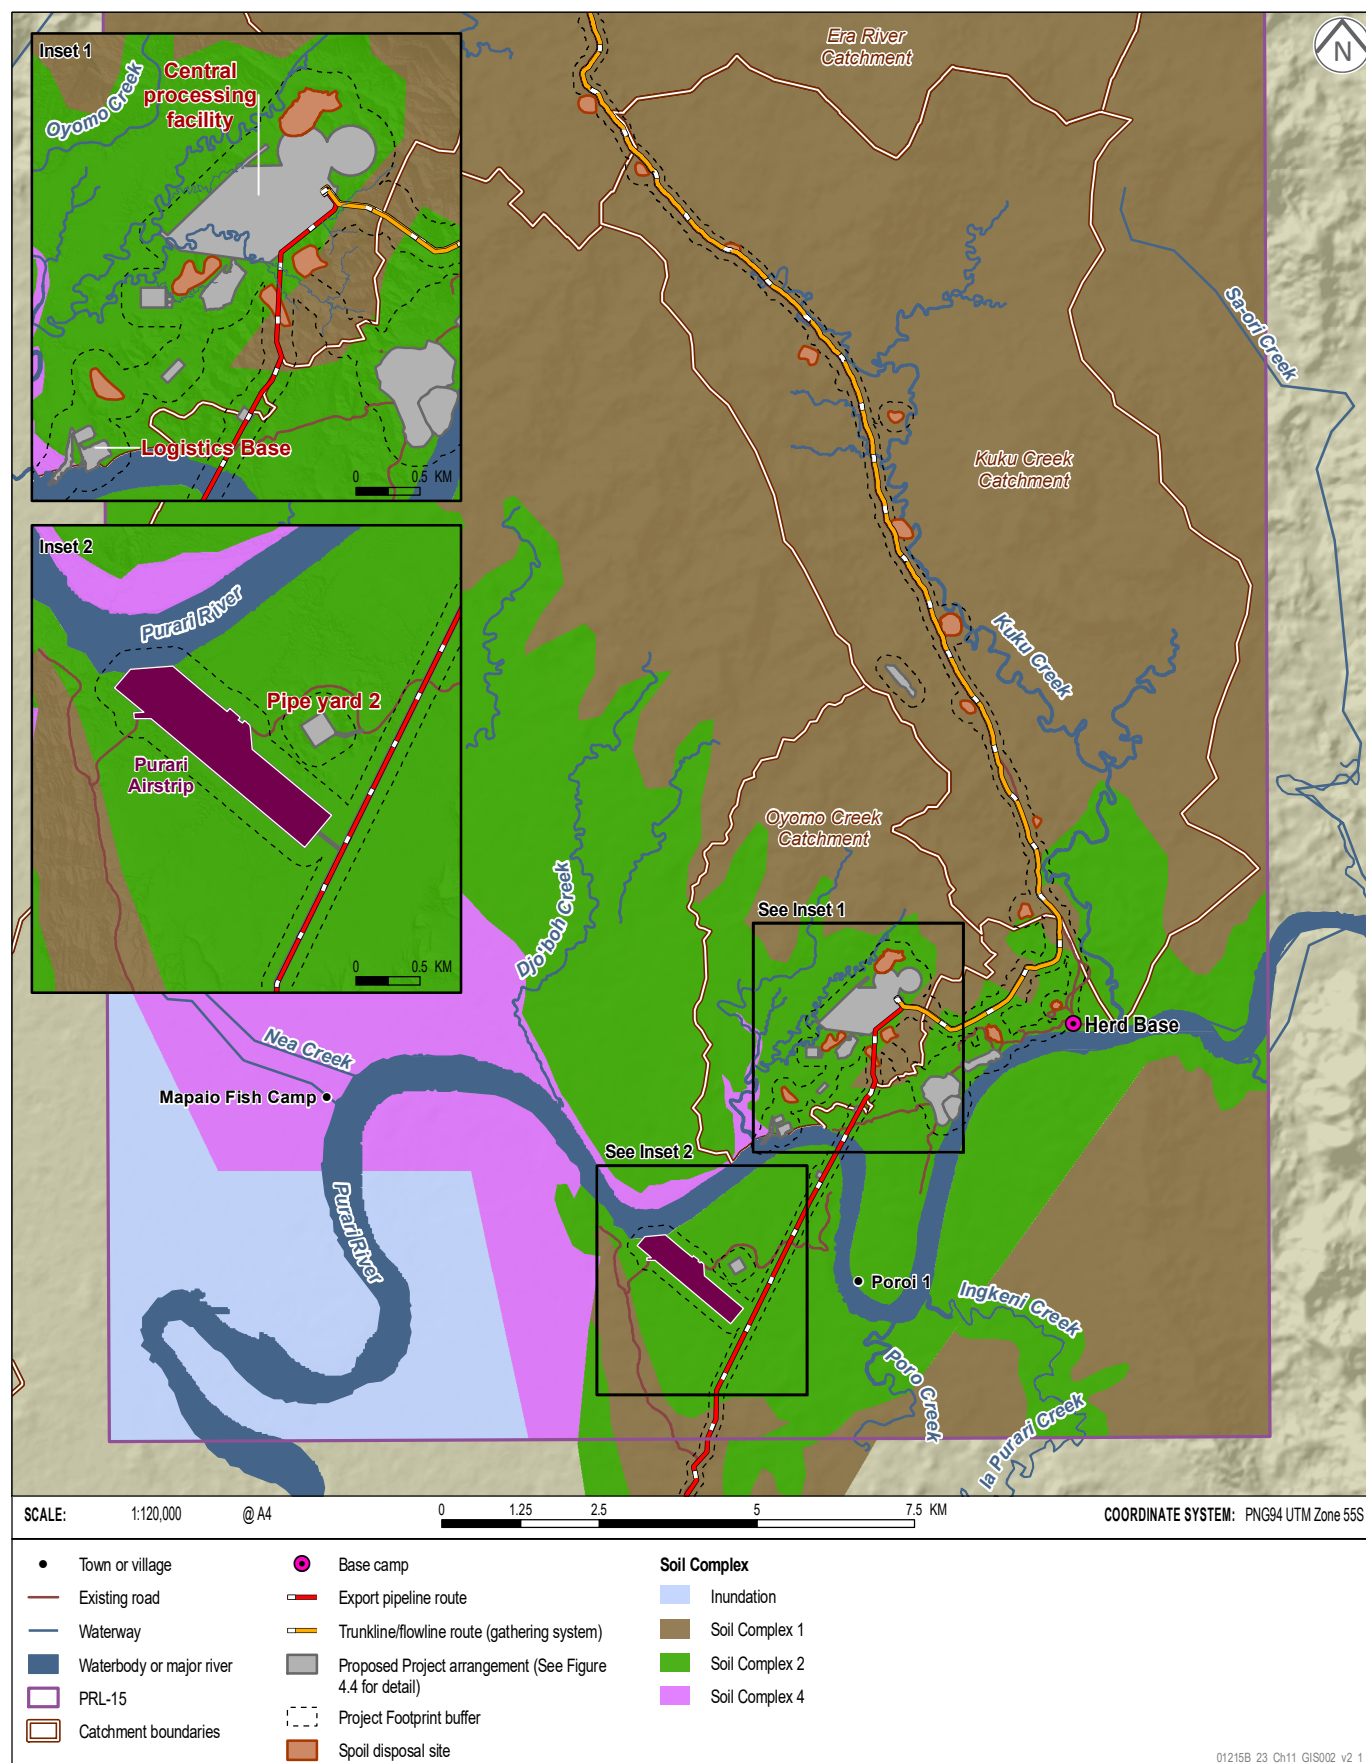 Inset 1
Central
processing
facility
Oyomo Creek
Logistics Base
0 0.5 KM
Era River
Catchment
N
Sa-ori Creek
Kuku Creek
Catchment
Inset 2
Purari River
Pipe yard 2
Purari
Airstrip
0 0.5 KM
Kuku Creek
Oyomo Creek
Catchment
Djo'boh Creek
See Inset 1
Herd Base
Nea Creek
Mapaio Fish Camp
See Inset 2
Purari River
Poroi 1
Ingkeni Creek
Poro Creek
Ia Purari Creek
SCALE: 1:120,000 @ A4
0 1.25 2.5 5 7.5 KM
COORDINATE SYSTEM: PNG94 UTM Zone 55S
Town or village
Existing road
Waterway
Waterbody or major river
PRL-15
Catchment boundaries
Base camp
Export pipeline route
Trunkline/flowline route (gathering system)
Proposed Project arrangement (See Figure
4.4 for detail)
Project Footprint buffer
Spoil disposal site
Soil Complex
Inundation
Soil Complex 1
Soil Complex 2
Soil Complex 4
01215B_23_Ch11_GIS002_v2_1